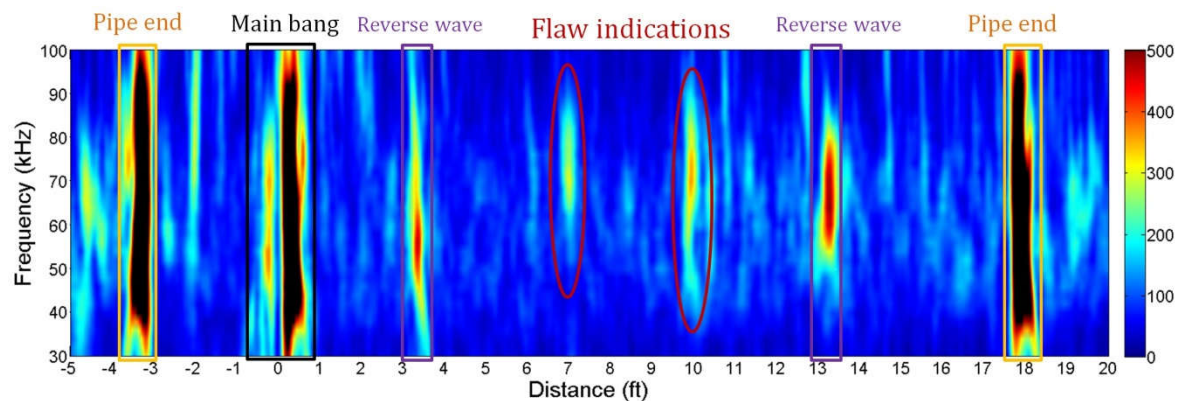 Pipe end
Main bang
Reverse wave
Flaw indications
Reverse wave
Pipe end
100
90
80
70
60
50
40
30
Frequency (kHz)
-5 -4 -3 -2 -1 0 1 2 3 4 5 6 7 8 9 10 11 12 13 14 15 16 17 18 19 20
Distance (ft)
500
400
300
200
100
0